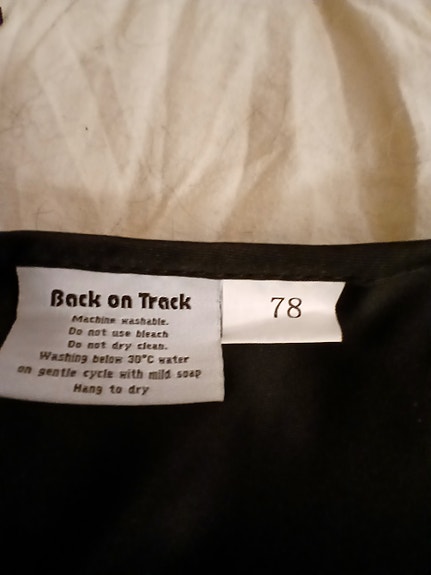 Back on Track
Machine washable.
Do not use bleach
Do not dry clean.
Washing below 30°C water
on gentle cycle with mild soap
Hang to dry
78